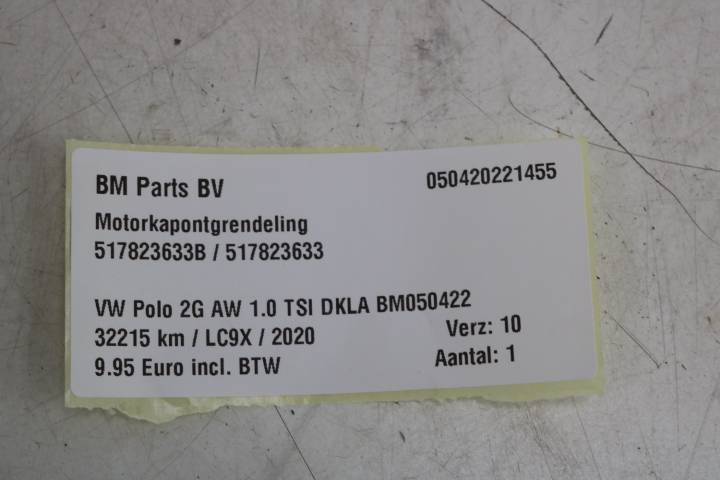 BM Parts BV 050420221455
Motorkapontgrendeling
517823633B / 517823633
VW Polo 2G AW 1.0 TSI DKLA BM050422
32215 km / LC9X / 2020 Verz: 10
9.95 Euro incl. BTW Aantal: 1